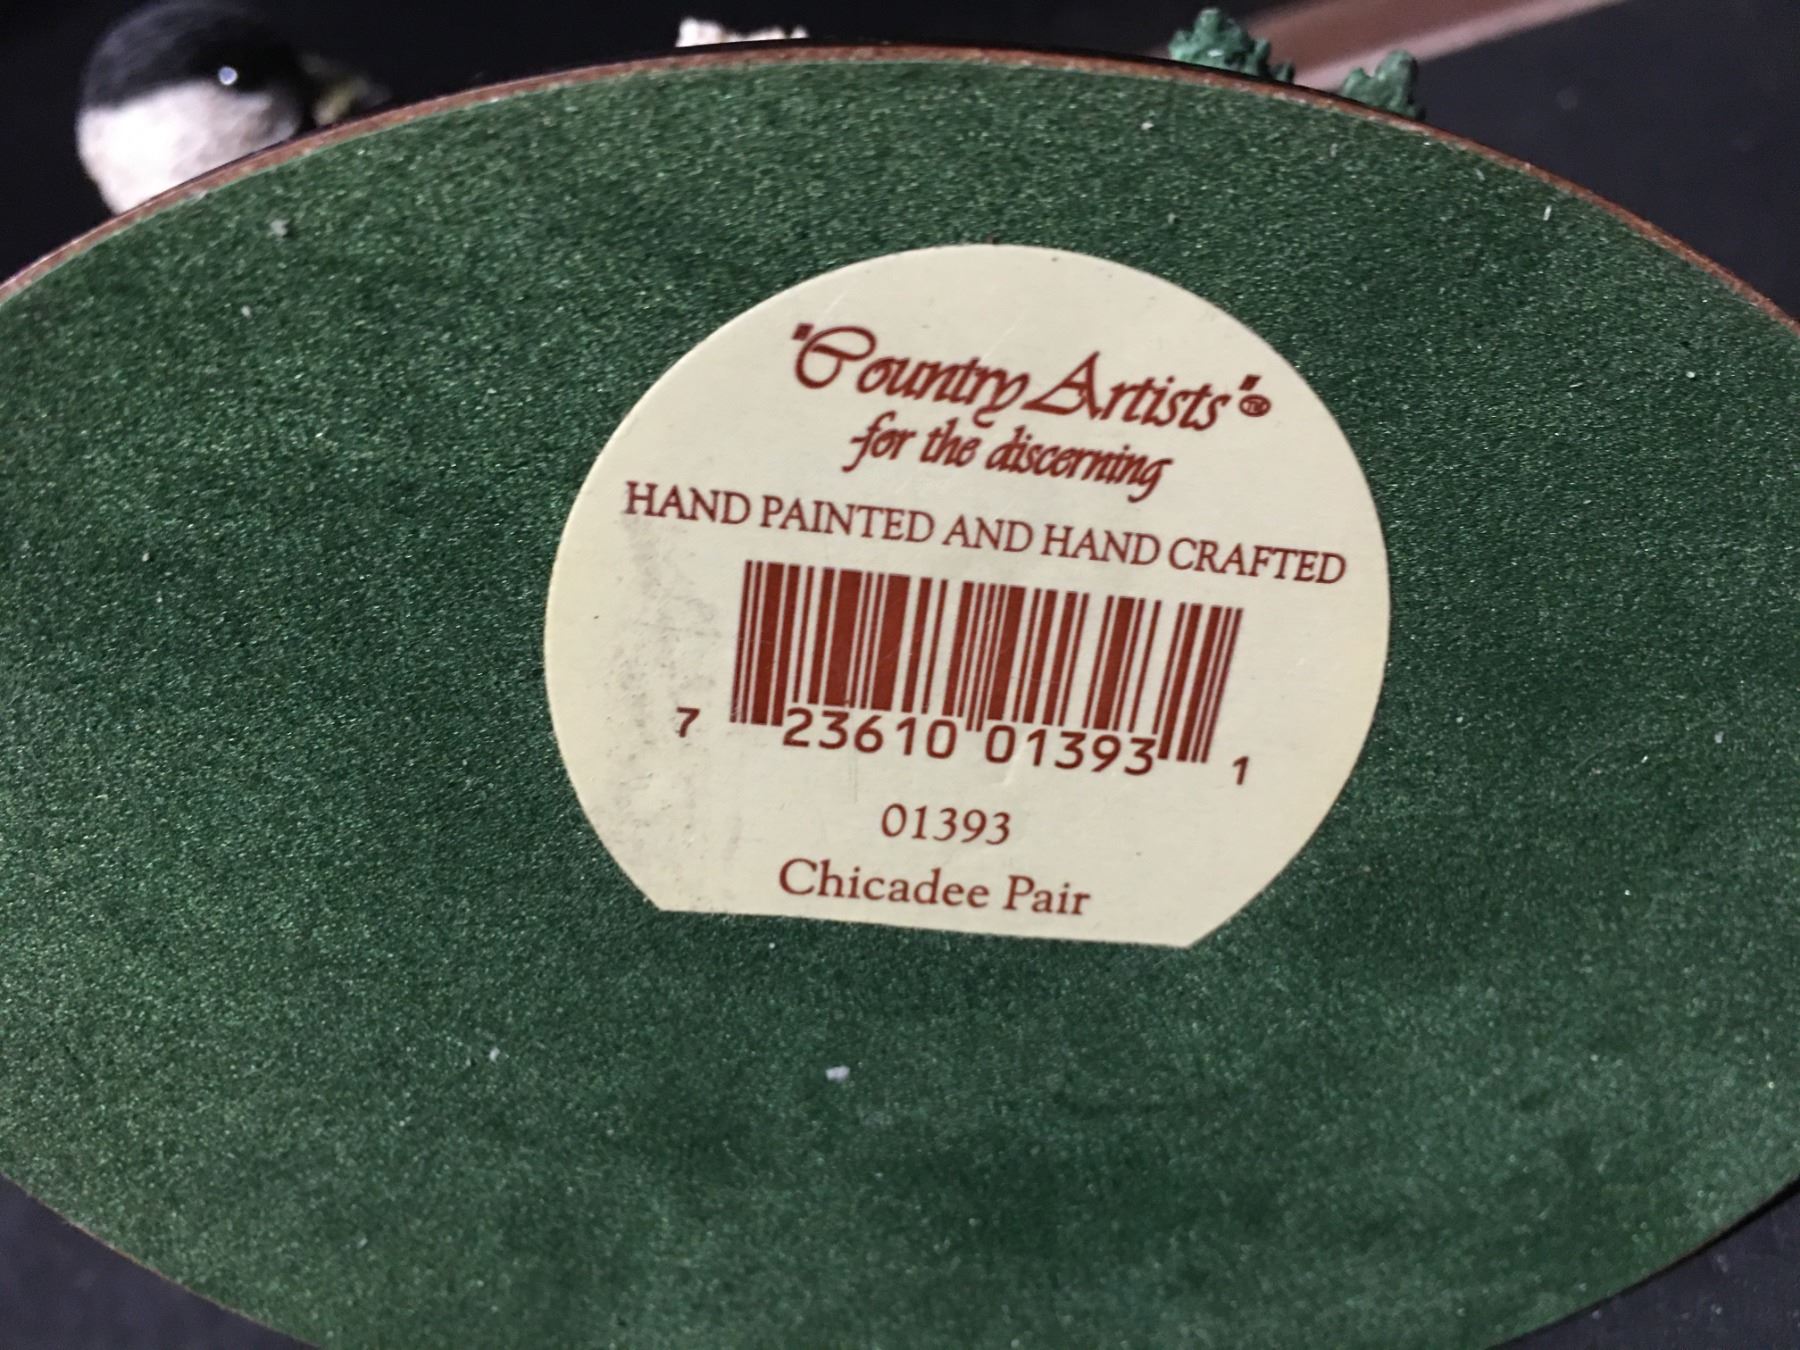 "Country Artists"®
for the discerning
HAND PAINTED AND HAND CRAFTED
7 23610 01393 1
01393
Chicadee Pair